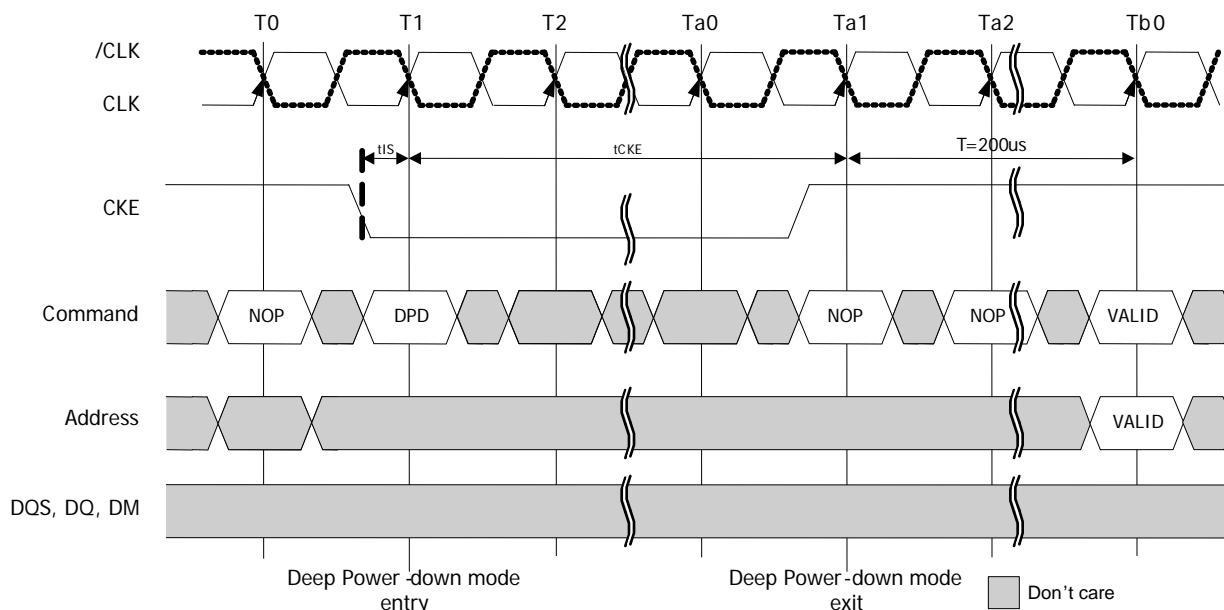 T0 T1 T2 Ta0 Ta1 Ta2 Tb0
/CLK
CLK
tIS tCKE T=200us
CKE
Command NOP DPD NOP NOP VALID
Address VALID
DQS, DQ, DM
Deep Power-down mode entry
Deep Power-down mode exit
Don't care